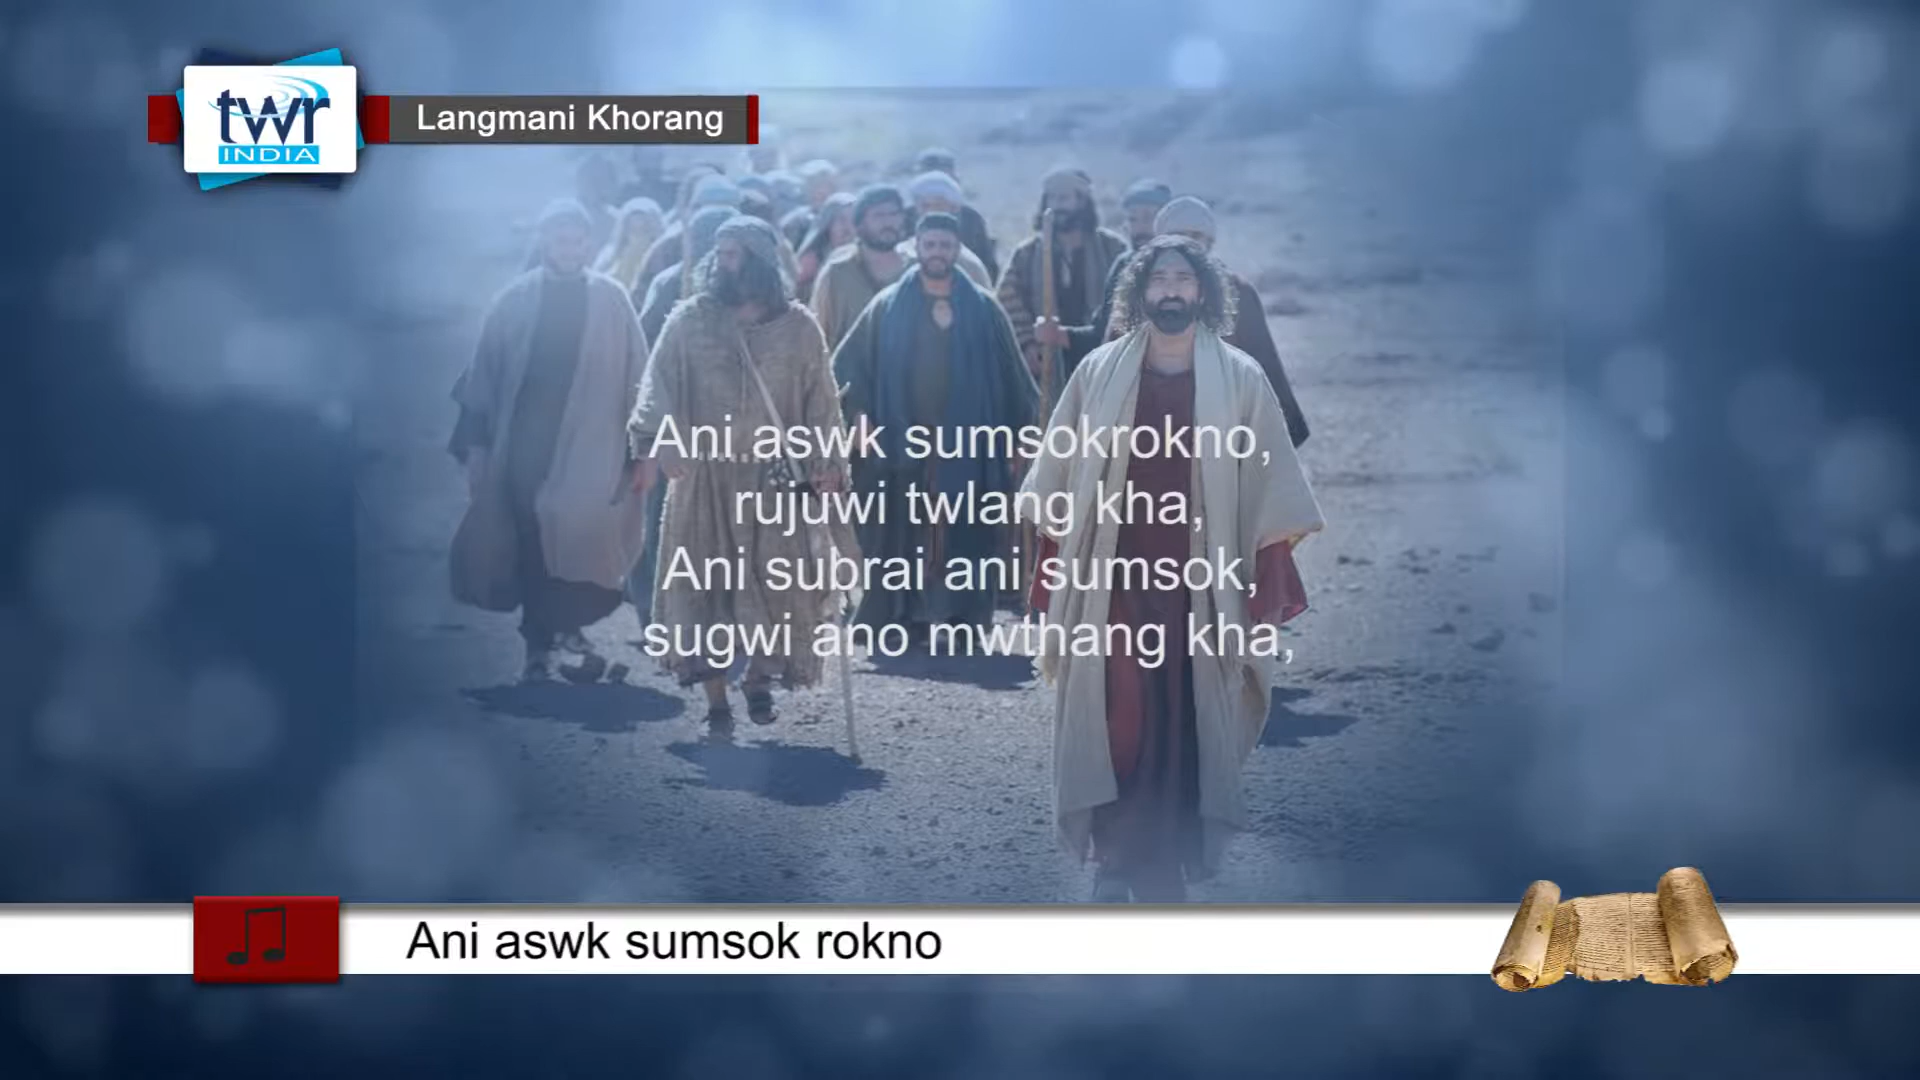 twr
INDIA
Langmani Khorang
Ani aswk sumsokrokno,
rujuwi twlang kha,
Ani subrai ani sumsok,
sugwi ano mwthang kha,
Ani aswk sumsok rokno